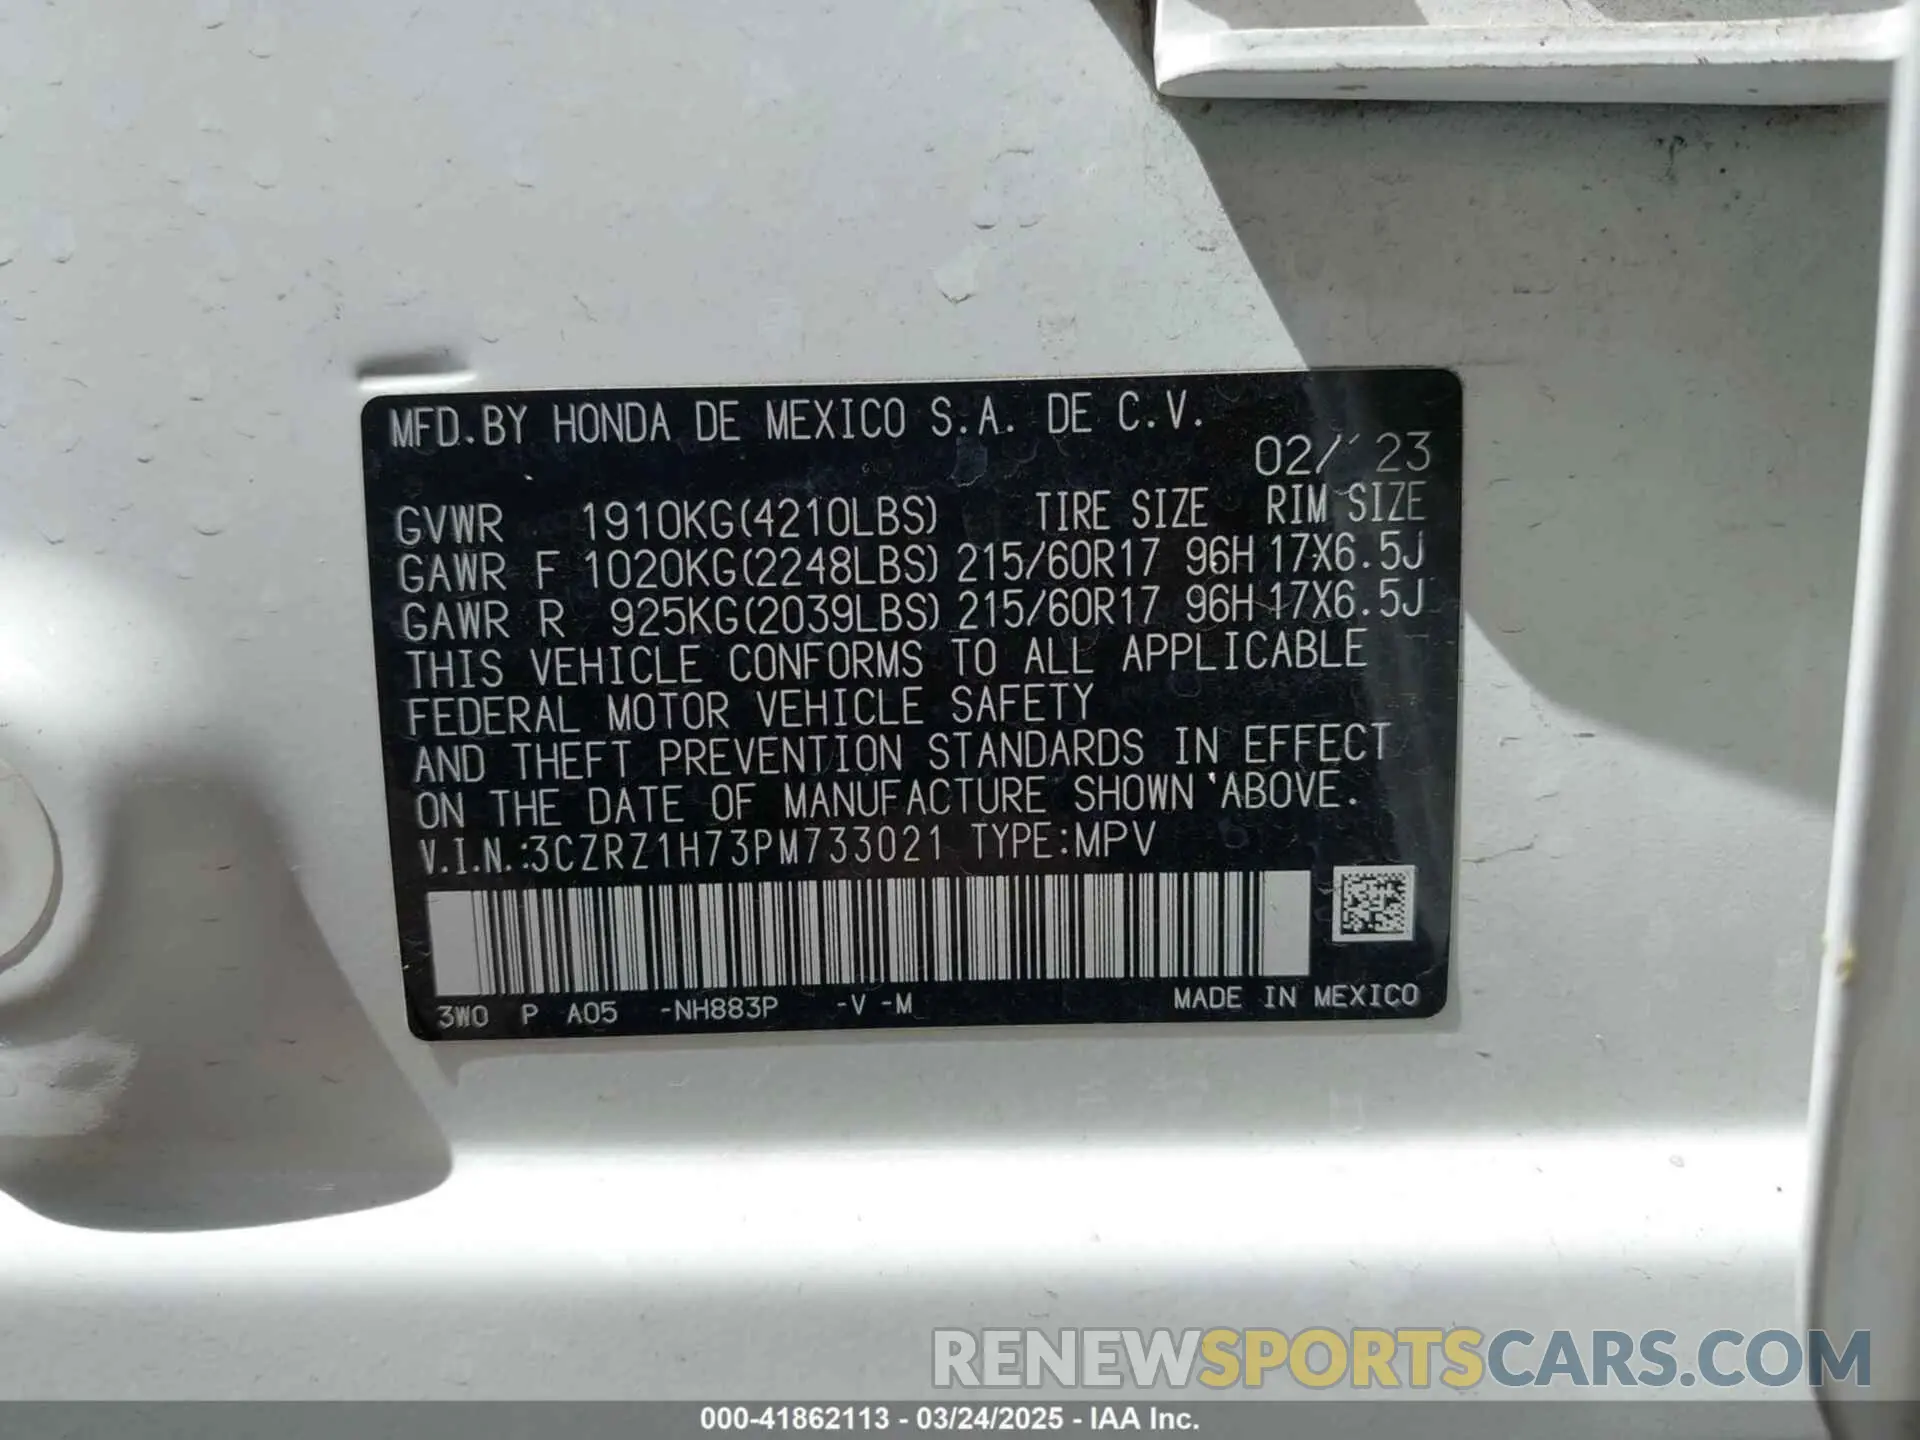 MFD.BY HONDA DE MEXICO S.A. DE C.V.
02/´23
GVWR 1910KG(4210LBS) TIRE SIZE RIM SIZE
GAWR F 1020KG(2248LBS) 215/60R17 96H 17X6.5J
GAWR R 925KG(2039LBS) 215/60R17 96H 17X6.5J
THIS VEHICLE CONFORMS TO ALL APPLICABLE
FEDERAL MOTOR VEHICLE SAFETY
AND THEFT PREVENTION STANDARDS IN EFFECT
ON THE DATE OF MANUFACTURE SHOWN ABOVE.
V.I.N.:3CZRZ1H73PM733021 TYPE:MPV
3W0 P A05 -NH883P -V -M MADE IN MEXICO
RENEWSPORTSCARS.COM
000-41862113 - 03/24/2025 - IAA Inc.